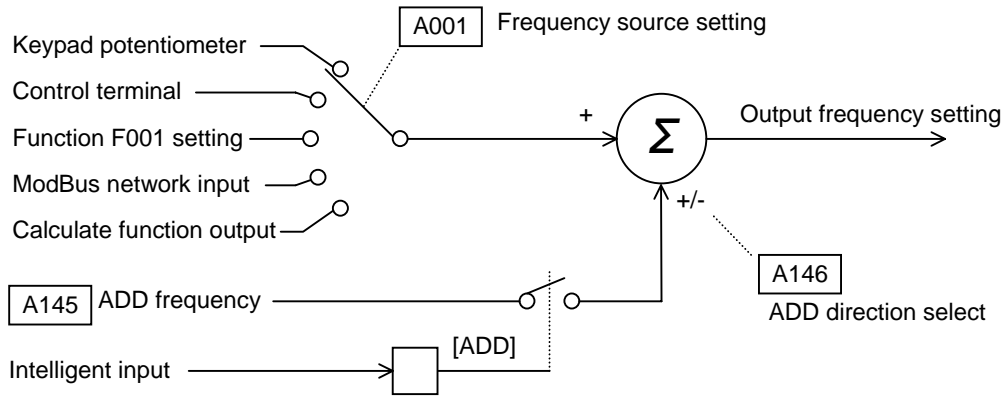 A001 Frequency source setting
Keypad potentiometer
Control terminal
Function F001 setting
ModBus network input
Calculate function output
+
Σ
Output frequency setting
+/-
A146
ADD direction select
A145 ADD frequency
[ADD]
Intelligent input